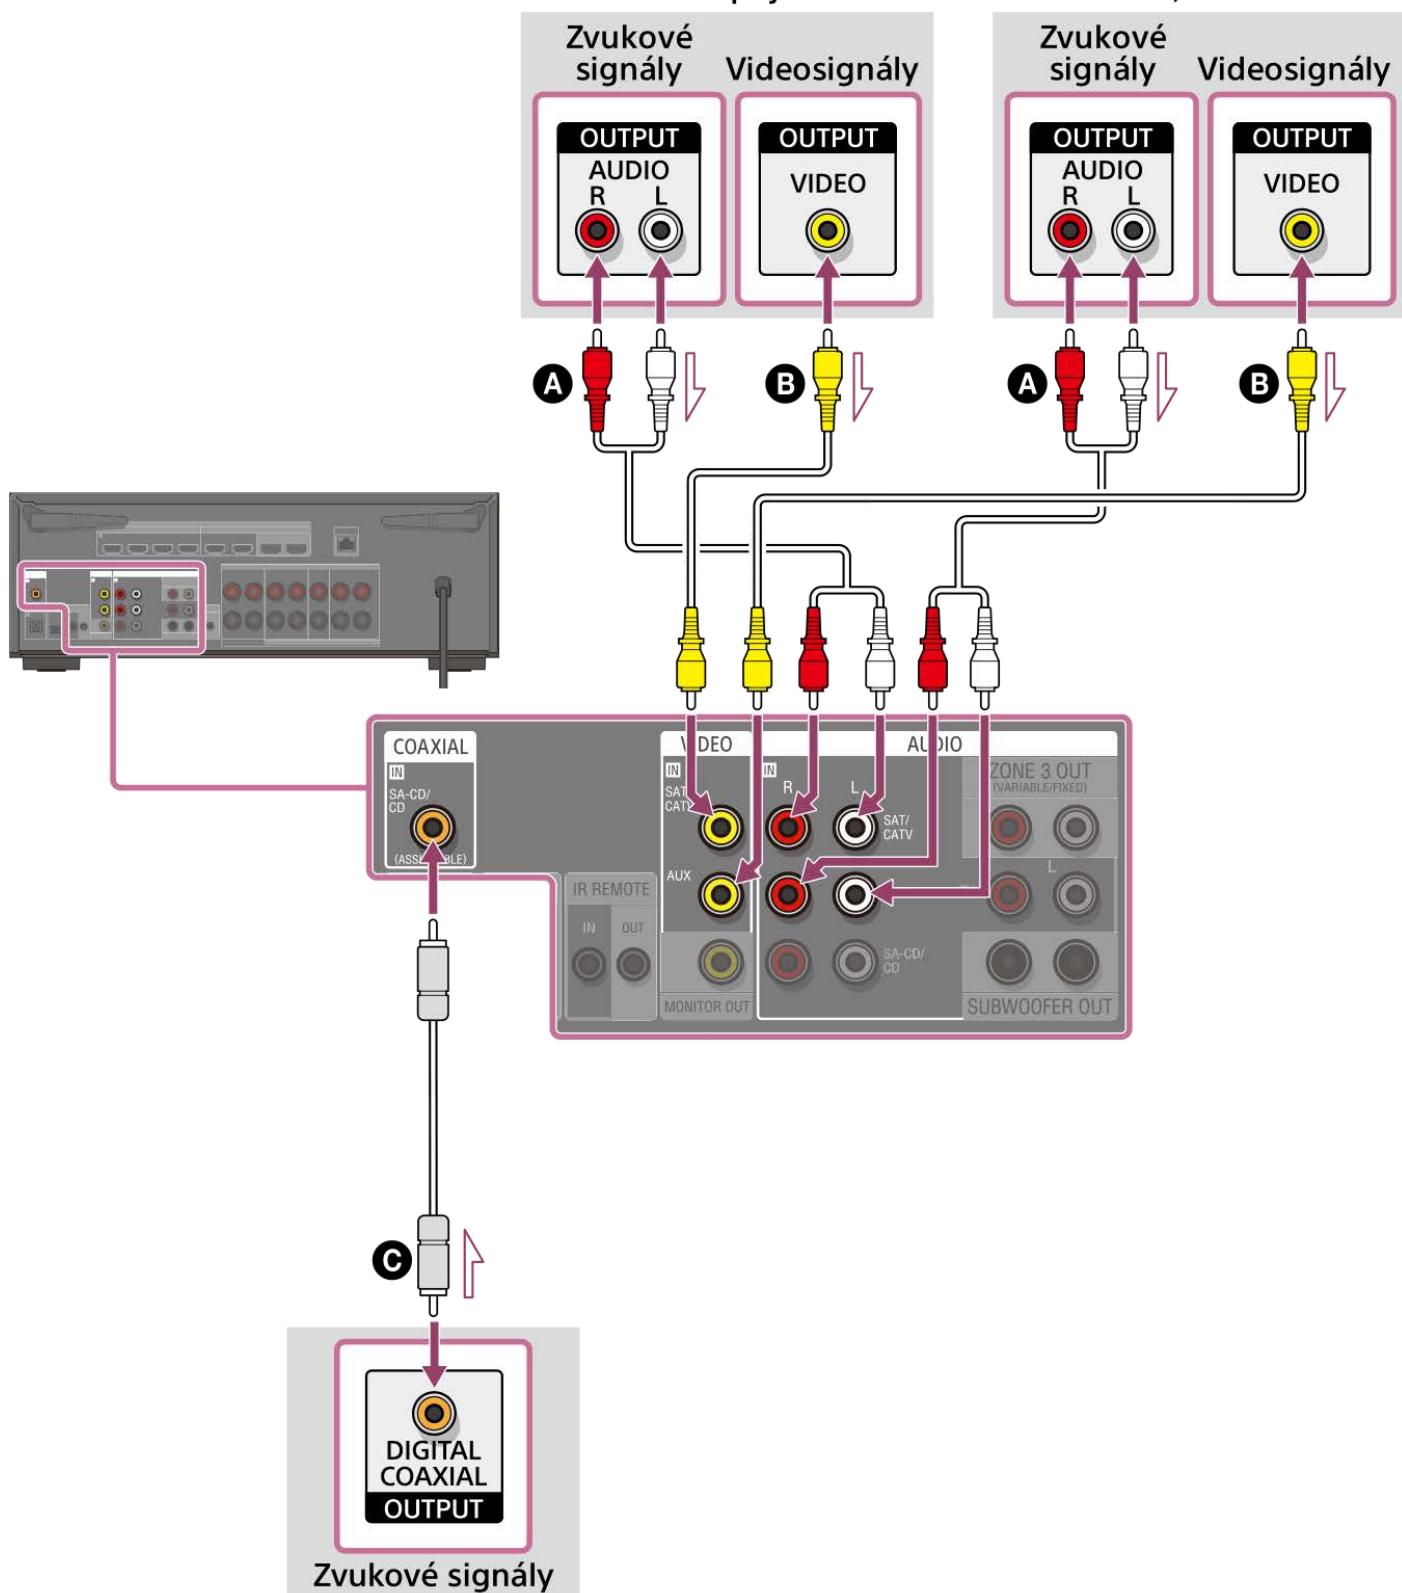 Zvukové
signály
Videosignály
Zvukové
signály
Videosignály
OUTPUT
AUDIO
R L
OUTPUT
VIDEO
OUTPUT
AUDIO
R L
OUTPUT
VIDEO
A
B
A
B
COAXIAL
IN
SA-CD/
CD
VIDEO
IN
AUX
MONITOR OUT
AUDIO
IN
R L
SAT/
CATV
SA-CD/
CD
ZONE 3 OUT
(VARIABLE/FIXED)
L
SUBWOOFER OUT
IR REMOTE
IN OUT
C
DIGITAL
COAXIAL
OUTPUT
Zvukové signály